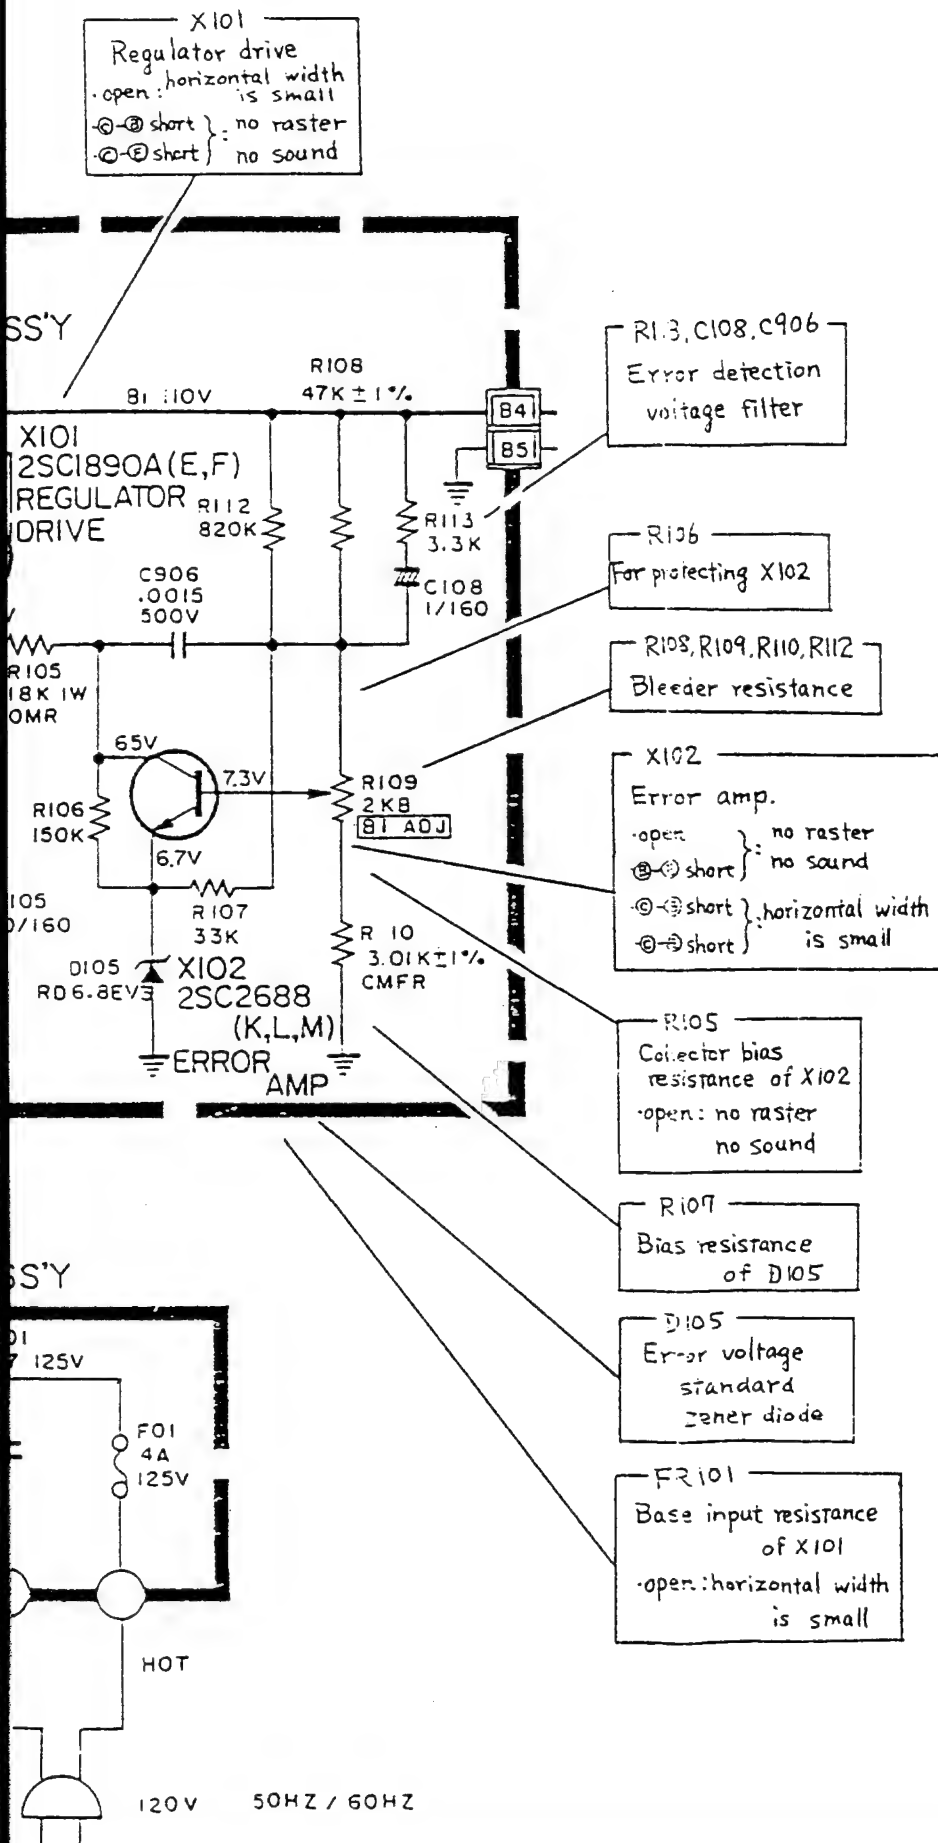 X101
Regulator drive
·open: horizontal width
is small
·Ⓒ-Ⓑ short }: no raster
·Ⓒ-Ⓔ short } no sound
SS'Y
R108
47K ± 1%
B1 110V
B41
B51
X101
2SC1890A(E,F)
REGULATOR
DRIVE
R112
820K
R113
3.3K
C108
1/160
C906
.0015
500V
R105
18K 1W
OMR
65V
7.3V
6.7V
R106
150K
R109
2KB
B1 ADJ
R107
33K
105
0/160
R 10
3.01K±1%
CMFR
D105
RD6.8EV3
X102
2SC2688
(K,L,M)
ERROR
AMP
R1.3, C108, C906
Error detection
voltage filter
R106
For protecting X102
R108, R109, R110, R112
Bleeder resistance
X102
Error amp.
·open }: no raster
short } no sound
short } : horizontal width
short } is small
R105
Collector bias
resistance of X102
·open: no raster
no sound
R107
Bias resistance
of D105
D105
Error voltage
standard
zener diode
FR101
Base input resistance
of X101
·open: horizontal width
is small
SS'Y
01
7 125V
F01
4A
125V
HOT
120V 50HZ / 60HZ